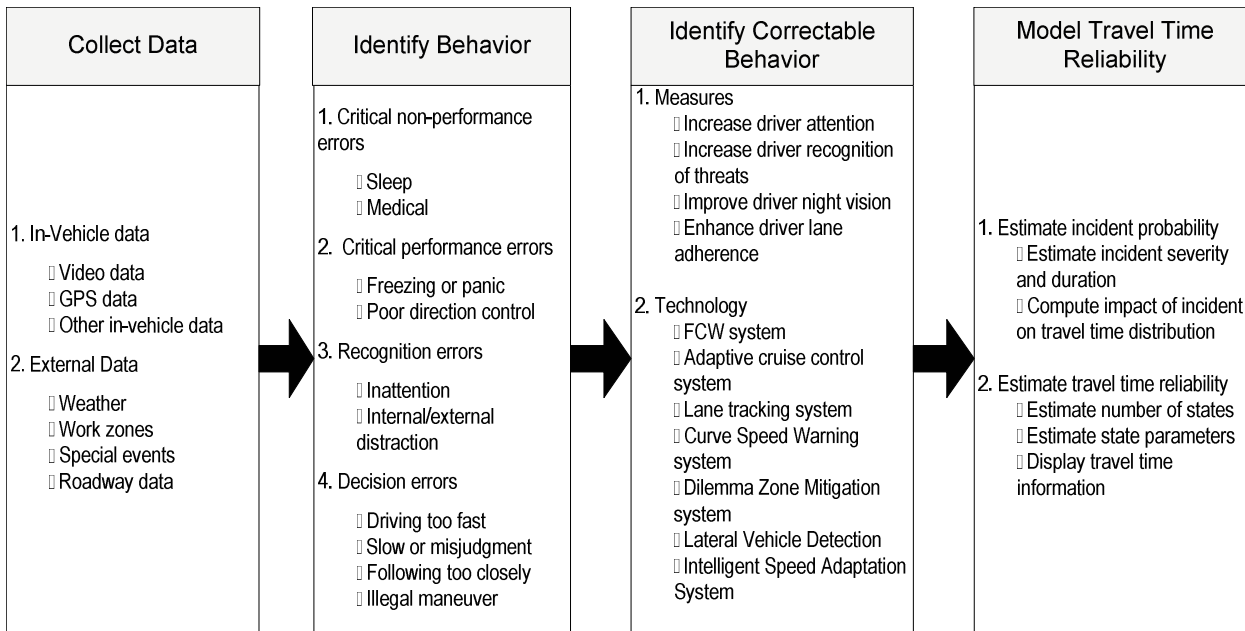 Collect Data
1. In-Vehicle data
▯ Video data
▯ GPS data
▯ Other in-vehicle data
2. External Data
▯ Weather
▯ Work zones
▯ Special events
▯ Roadway data
Identify Behavior
1. Critical non-performance
errors
▯ Sleep
▯ Medical
2. Critical performance errors
▯ Freezing or panic
▯ Poor direction control
3. Recognition errors
▯ Inattention
▯ Internal/external
distraction
4. Decision errors
▯ Driving too fast
▯ Slow or misjudgment
▯ Following too closely
▯ Illegal maneuver
Identify Correctable
Behavior
1. Measures
▯ Increase driver attention
▯ Increase driver recognition
of threats
▯ Improve driver night vision
▯ Enhance driver lane
adherence
2. Technology
▯ FCW system
▯ Adaptive cruise control
system
▯ Lane tracking system
▯ Curve Speed Warning
system
▯ Dilemma Zone Mitigation
system
▯ Lateral Vehicle Detection
▯ Intelligent Speed Adaptation
System
Model Travel Time
Reliability
1. Estimate incident probability
▯ Estimate incident severity
and duration
▯ Compute impact of incident
on travel time distribution
2. Estimate travel time reliability
▯ Estimate number of states
▯ Estimate state parameters
▯ Display travel time
information